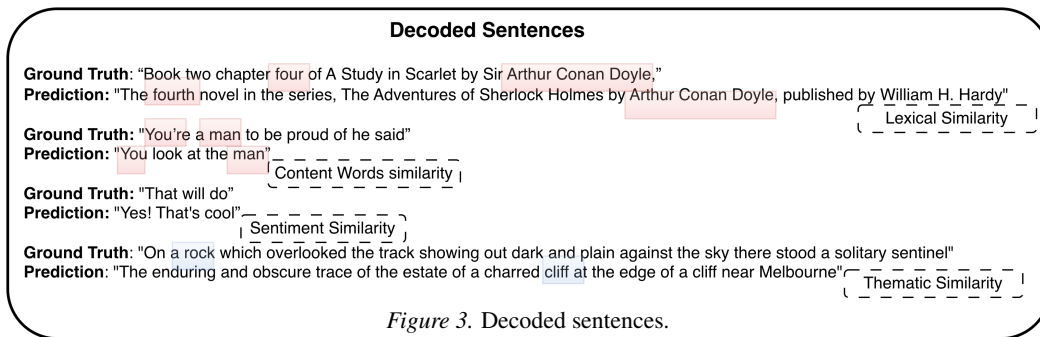 Decoded Sentences
Ground Truth: “Book two chapter four of A Study in Scarlet by Sir Arthur Conan Doyle,”
Prediction: "The fourth novel in the series, The Adventures of Sherlock Holmes by Arthur Conan Doyle, published by William H. Hardy"
Lexical Similarity
Ground Truth: "You’re a man to be proud of he said”
Prediction: "You look at the man”
Content Words similarity
Ground Truth: "That will do”
Prediction: "Yes! That's cool”
Sentiment Similarity
Ground Truth: "On a rock which overlooked the track showing out dark and plain against the sky there stood a solitary sentinel"
Prediction: "The enduring and obscure trace of the estate of a charred cliff at the edge of a cliff near Melbourne"
Thematic Similarity
Figure 3. Decoded sentences.